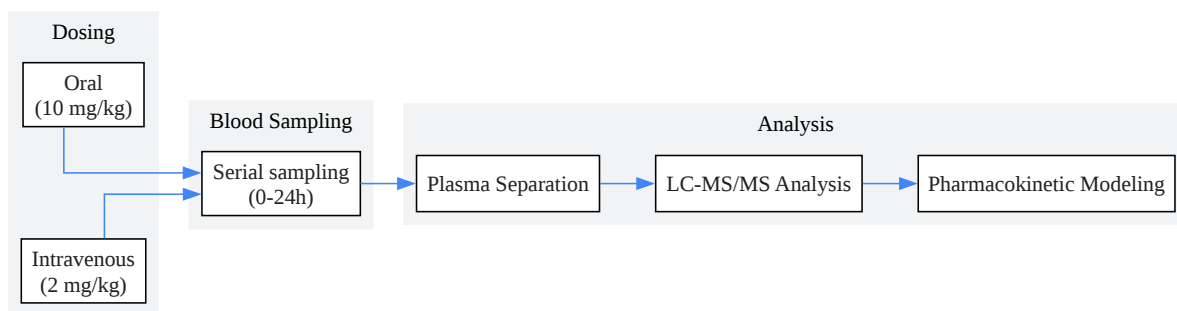 Dosing
Oral
(10 mg/kg)
Intravenous
(2 mg/kg)
Blood Sampling
Serial sampling
(0-24h)
Analysis
Plasma Separation
LC-MS/MS Analysis
Pharmacokinetic Modeling